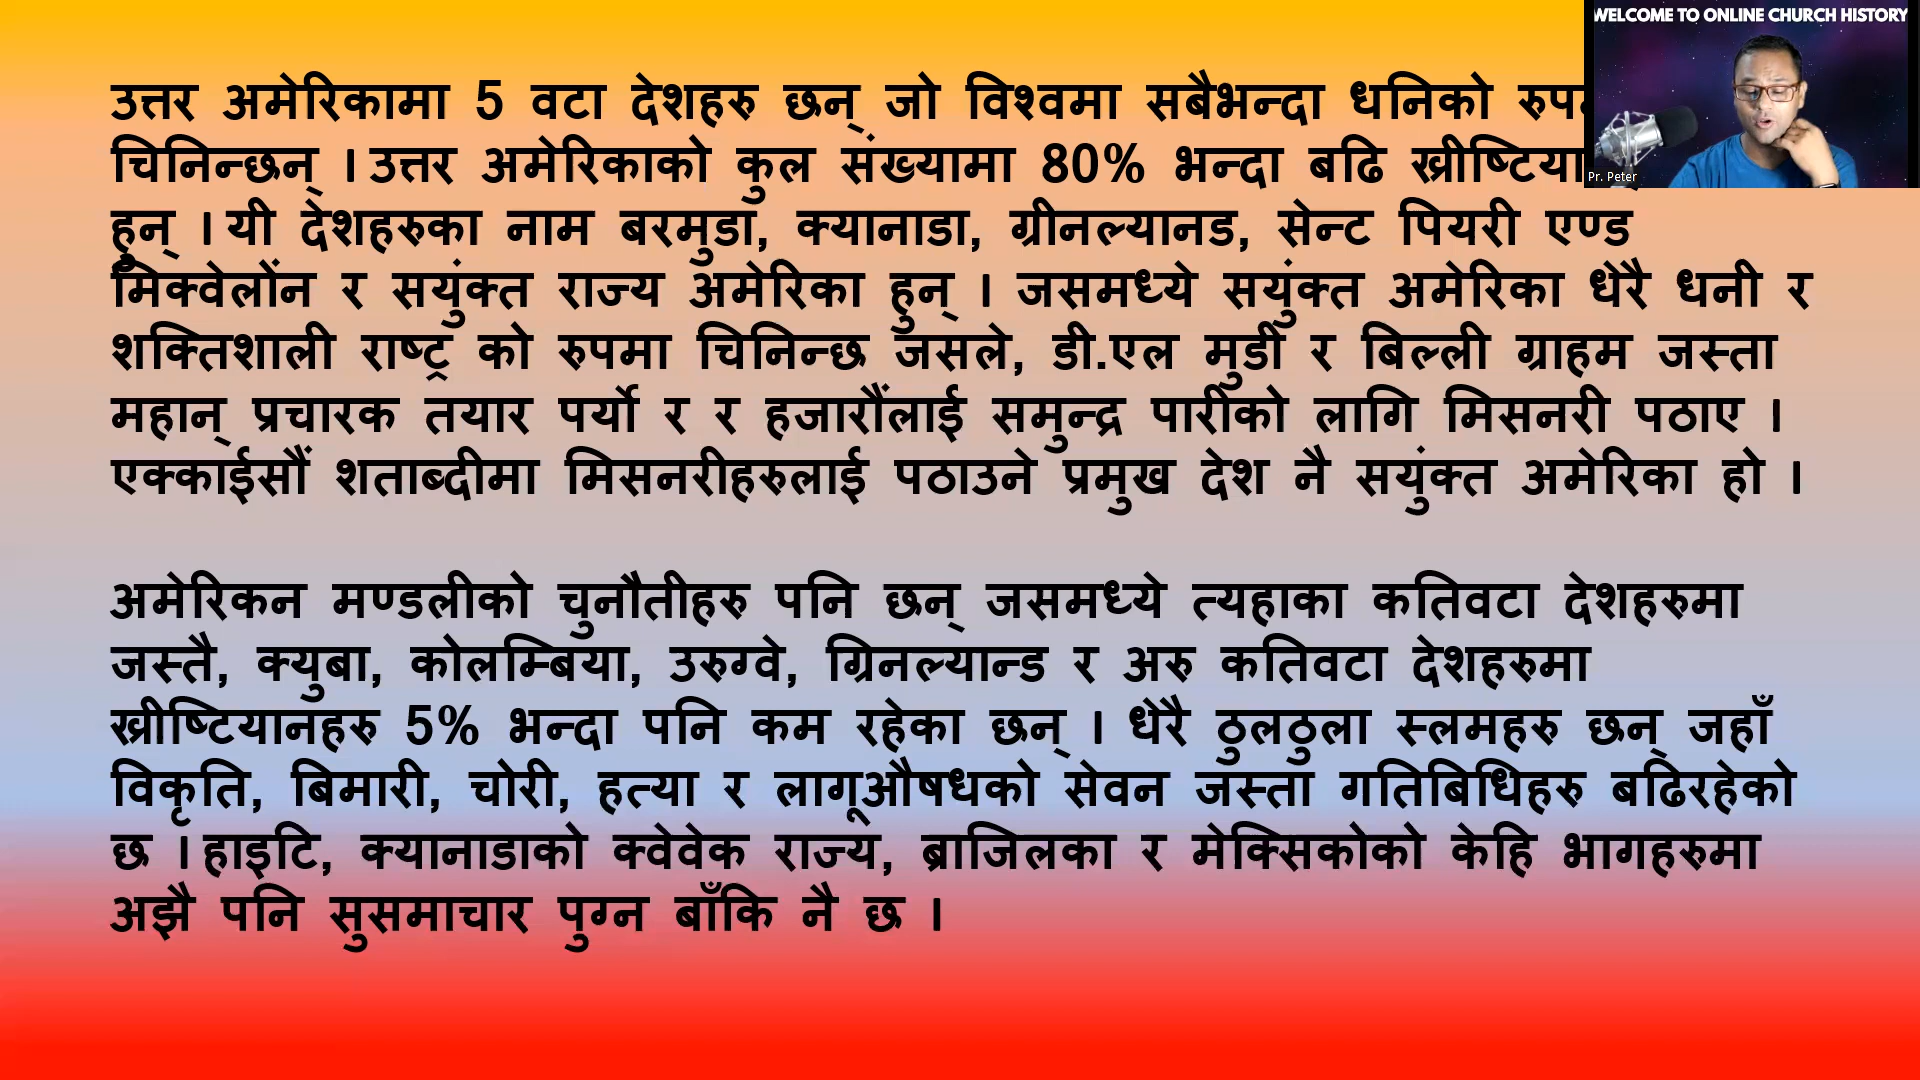 WELCOME TO ONLINE CHURCH HISTORY
Pr. Peter
उत्तर अमेरिकामा 5 वटा देशहरु छन् जो विश्वमा सबैभन्दा धनिको
चिनिन्छन् । उत्तर अमेरिकाको कुल संख्यामा 80% भन्दा बढि
हुन् । यी देशहरुका नाम बरमुडा, क्यानाडा, ग्रीनल्यानड, सेन्ट पियरी एण्ड
मिक्वेलोंन र सयुंक्त राज्य अमेरिका हुन् । जसमध्ये सयुंक्त अमेरिका धेरै धनी र
शक्तिशाली राष्ट्र को रुपमा चिनिन्छ जसले, डी.एल मुडी र बिल्ली ग्राहम जस्ता
महान् प्रचारक तयार पर्यो र र हजारौंलाई समुन्द्र पारीको लागि मिसनरी पठाए ।
एक्काईसौं शताब्दीमा मिसनरीहरुलाई पठाउने प्रमुख देश नै सयुंक्त अमेरिका हो ।
अमेरिकन मण्डलीको चुनौतीहरु पनि छन् जसमध्ये त्यहाका कतिवटा देशहरुमा
जस्तै, क्युबा, कोलम्बिया, उरुग्वे, ग्रिनल्यान्ड र अरु कतिवटा देशहरुमा
ख्रीष्टियानहरु 5% भन्दा पनि कम रहेका छन् । धेरै ठुलठुला स्लमहरु छन् जहाँ
विकृति, बिमारी, चोरी, हत्या र लागूऔषधको सेवन जस्ता गतिबिधिहरु बढिरहेको
छ । हाइटि, क्यानाडाको क्वेवेक राज्य, ब्राजिलका र मेक्सिकोको केहि भागहरुमा
अझै पनि सुसमाचार पुग्न बाँकि नै छ ।